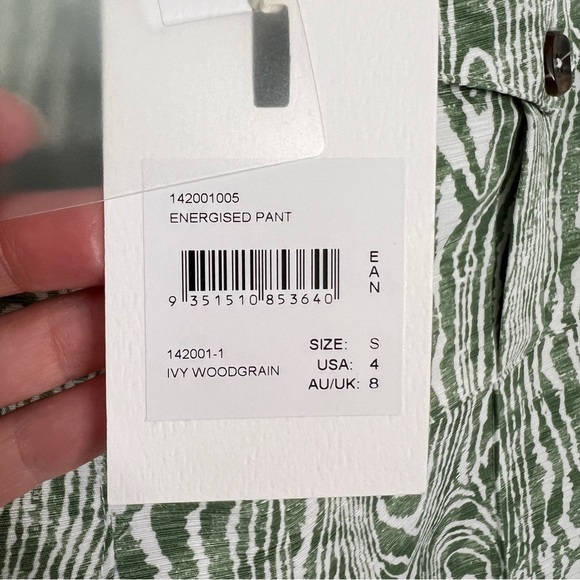 142001005
ENERGISED PANT
EAN
9 351510 853640
142001-1
IVY WOODGRAIN
SIZE: S
USA: 4
AU/UK: 8